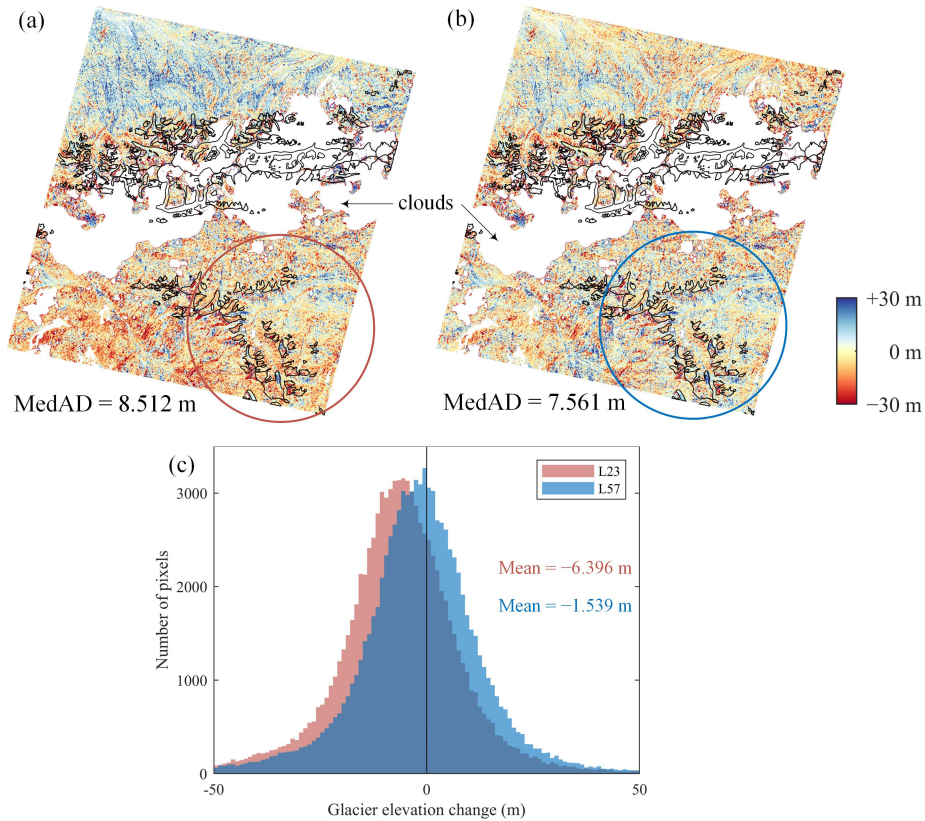 (a)
(b)
clouds
+30 m
0 m
−30 m
MedAD = 8.512 m
MedAD = 7.561 m
(c)
L23
L57
3000
2000
1000
0
Mean = −6.396 m
Mean = −1.539 m
Number of pixels
-50
0
50
Glacier elevation change (m)